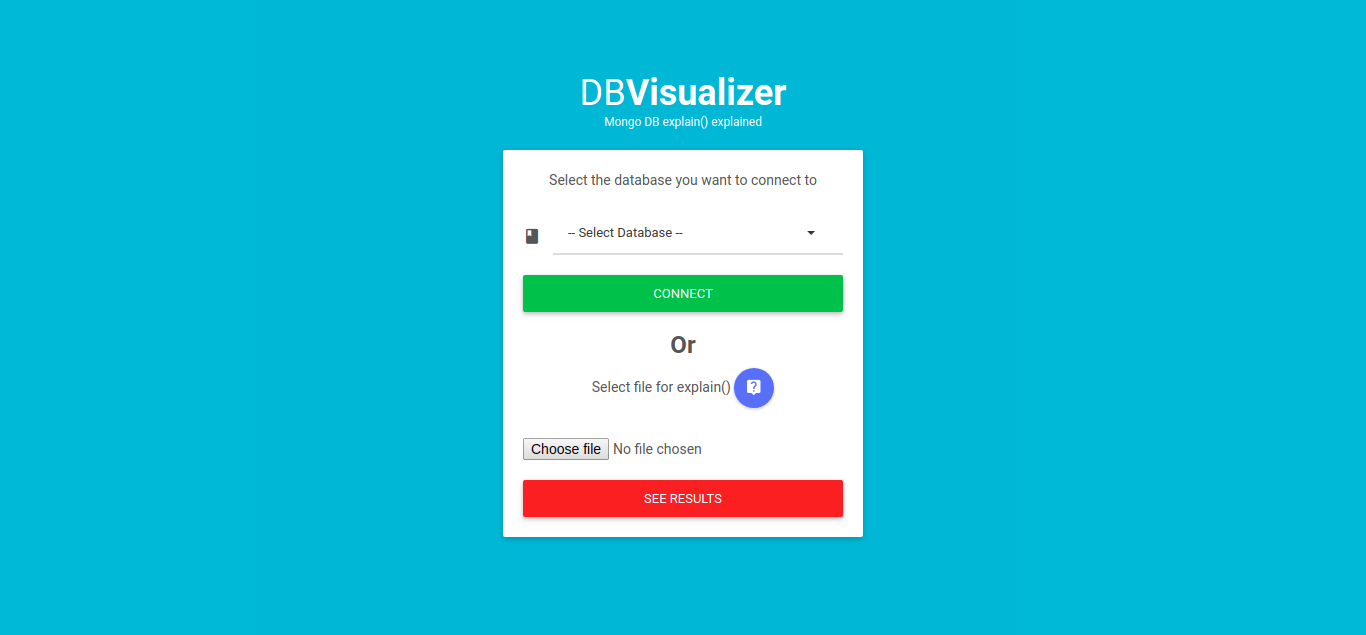 DBVisualizer
Mongo DB explain() explained
Select the database you want to connect to
-- Select Database --
CONNECT
Or
Select file for explain() ?
Choose file No file chosen
SEE RESULTS